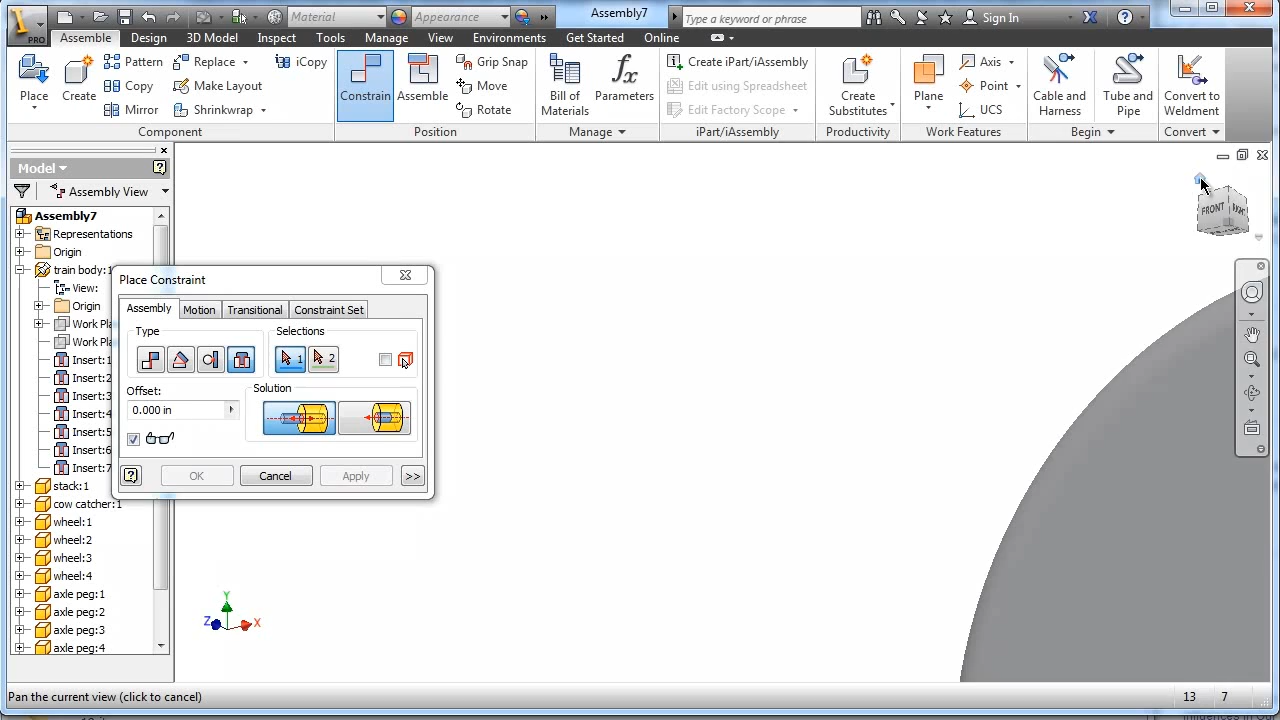 Material
Appearance
Assembly7
Type a keyword or phrase
Sign In
PRO
Assemble
Design
3D Model
Inspect
Tools
Manage
View
Environments
Get Started
Online
Place
Create
Pattern
Copy
Mirror
Replace
Make Layout
Shrinkwrap
iCopy
Component
Constrain
Assemble
Grip Snap
Move
Rotate
Position
Bill of
Materials
fx
Parameters
Manage
Create iPart/iAssembly
Edit using Spreadsheet
Edit Factory Scope
iPart/iAssembly
Create
Substitutes
Productivity
Plane
Axis
Point
UCS
Work Features
Cable and
Harness
Tube and
Pipe
Begin
Convert to
Weldment
Convert
Model
Assembly View
Assembly7
Representations
Origin
train body:1
View:
Origin
Work Pla
Work Pla
Insert:1
Insert:2
Insert:3
Insert:4
Insert:5
Insert:6
Insert:7
stack:1
cow catcher:1
wheel:1
wheel:2
wheel:3
wheel:4
axle peg:1
axle peg:2
axle peg:3
axle peg:4
Place Constraint
Assembly
Motion
Transitional
Constraint Set
Type
Selections
1
2
Offset:
0.000 in
Solution
OK
Cancel
Apply
>>
FRONT
RIGHT
Y
Z
X
Pan the current view (click to cancel)
13
7